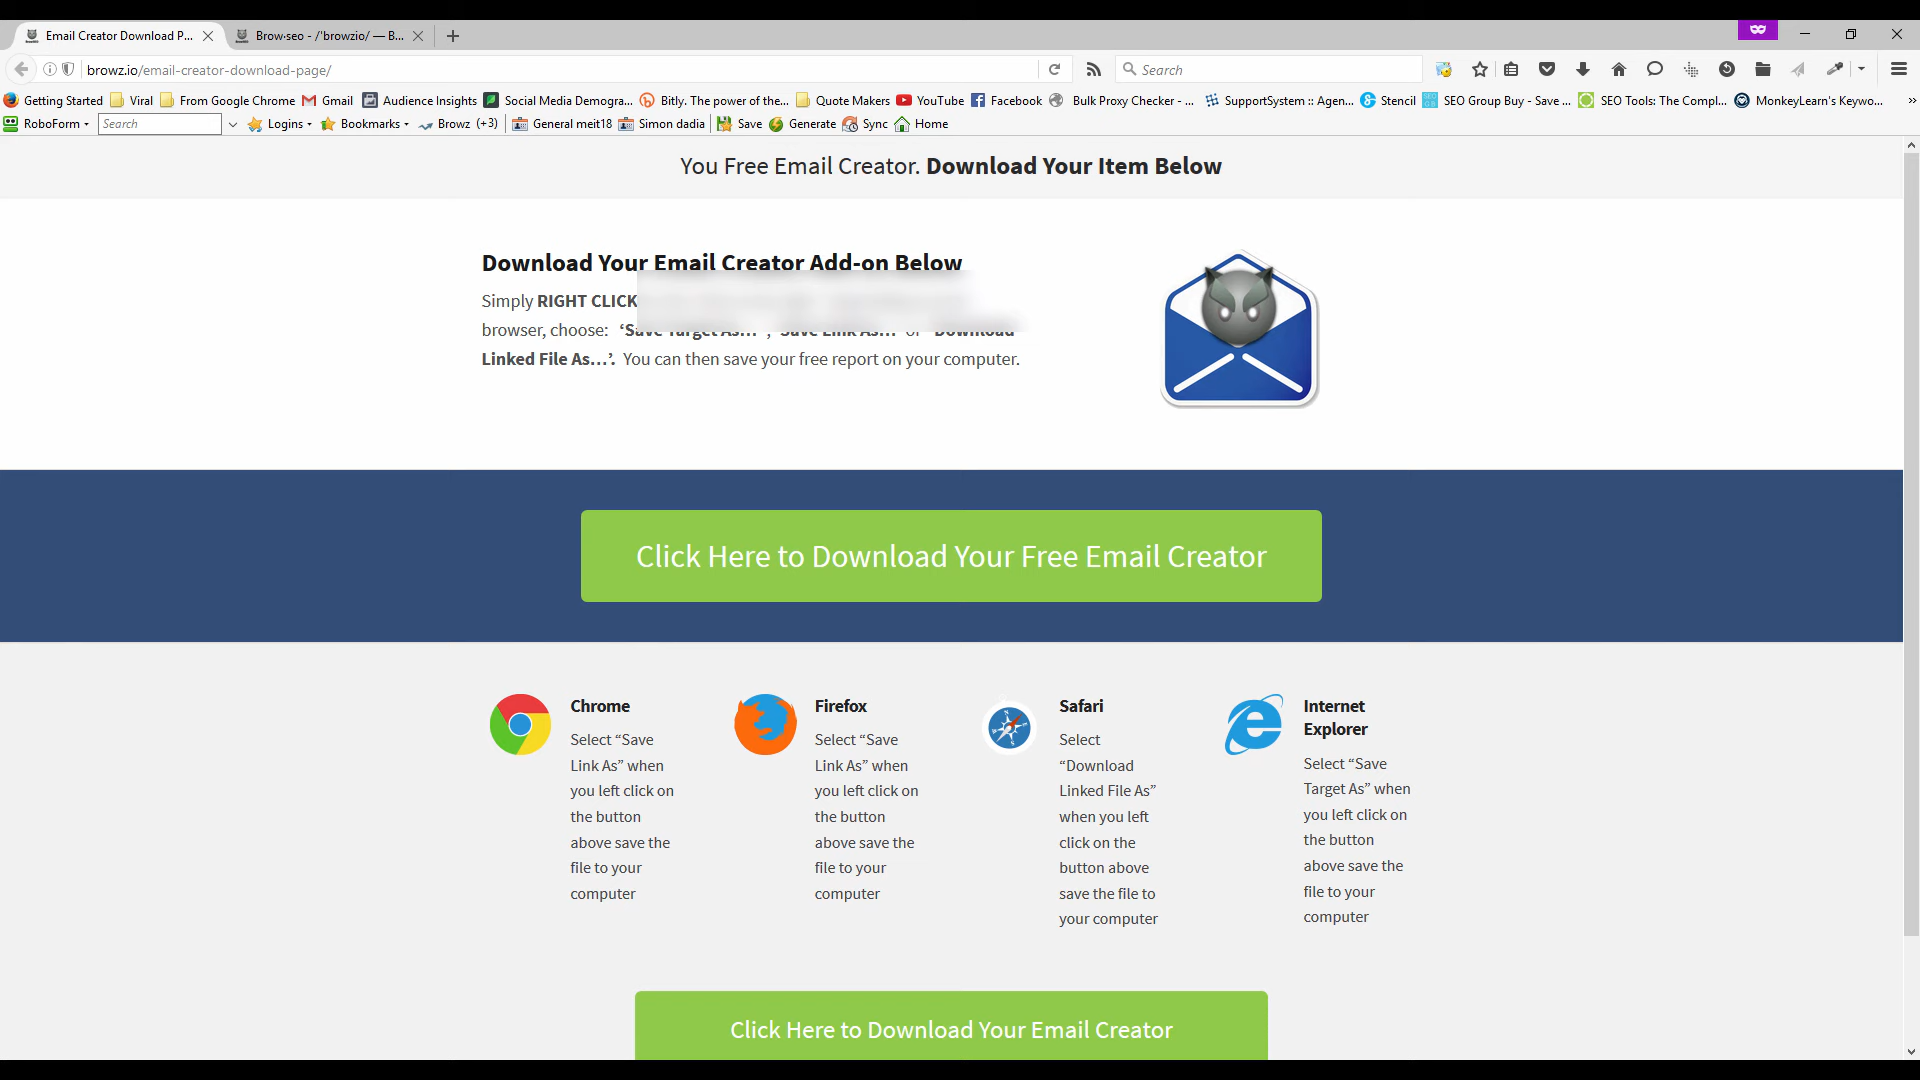 Email Creator Download P...
Brow·seo - /'browzio/ — B...
browz.io/email-creator-download-page/
Search
Getting Started
Viral
From Google Chrome
Gmail
Audience Insights
Social Media Demogra...
Bitly. The power of the...
Quote Makers
YouTube
Facebook
Bulk Proxy Checker - ...
SupportSystem :: Agen...
Stencil
SEO Group Buy - Save ...
SEO Tools: The Compl...
MonkeyLearn's Keywo...
RoboForm
Search
Logins
Bookmarks
Browz (+3)
General meit18
Simon dadia
Save
Generate
Sync
Home
You Free Email Creator. Download Your Item Below
Download Your Email Creator Add-on Below
Simply RIGHT CLICK
browser, choose: ‘Save Target As…” , ‘Save Link As…” or “Download
Linked File As…’. You can then save your free report on your computer.
Click Here to Download Your Free Email Creator
Chrome
Select “Save
Link As” when
you left click on
the button
above save the
file to your
computer
Firefox
Select “Save
Link As” when
you left click on
the button
above save the
file to your
computer
Safari
Select
“Download
Linked File As”
when you left
click on the
button above
save the file to
your computer
Internet
Explorer
Select “Save
Target As” when
you left click on
the button
above save the
file to your
computer
Click Here to Download Your Email Creator